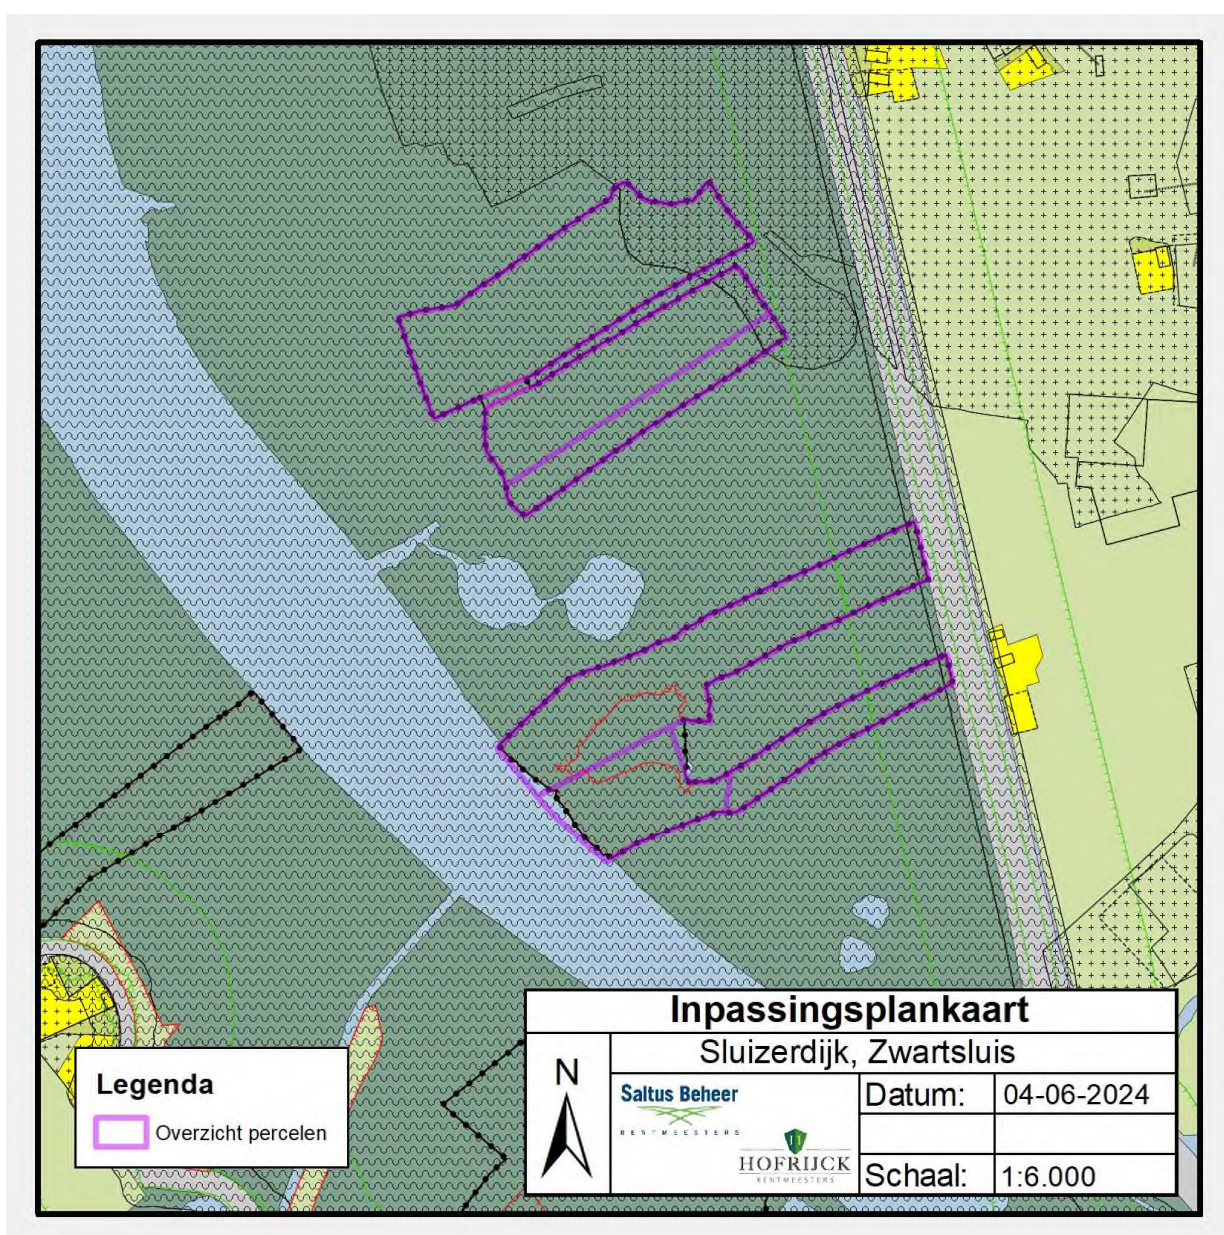 Inpassingsplankaart
Sluizerdijk, Zwartsluis
N
Saltus Beheer
RENTMEESTERS
HOFRIJCK
RENTMEESTERS
Datum: 04-06-2024
Schaal: 1:6.000
Legenda
Overzicht percelen